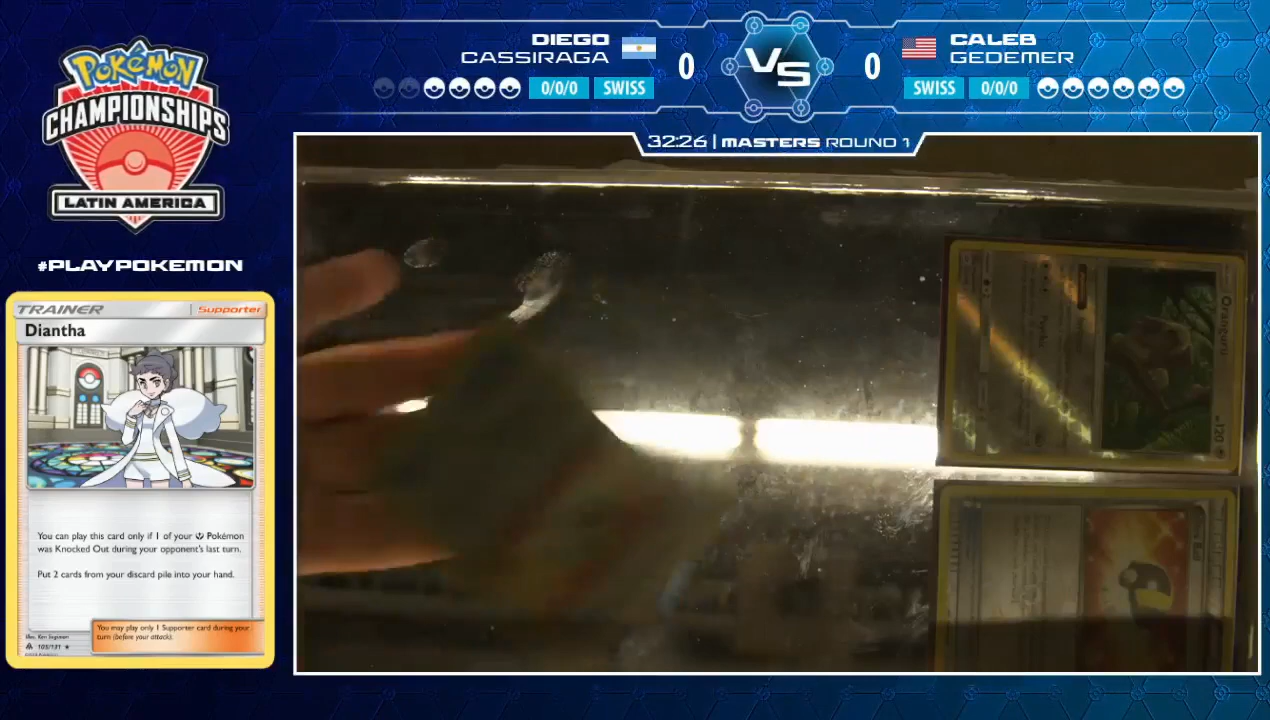 Pokémon
CHAMPIONSHIPS
LATIN AMERICA
#PLAYPOKEMON
DIEGO
CASSIRAGA
0
0/0/0
SWISS
VS
0
CALEB
GEDEMER
SWISS
0/0/0
32:26 | MASTERS ROUND 1
TRAINER
Supporter
Diantha
You can play this card only if 1 of your Pokémon
was Knocked Out during your opponent's last turn.
Put 2 cards from your discard pile into your hand.
You may play only 1 Supporter card during your
turn (before your attack).
105/131
Oranguru
120